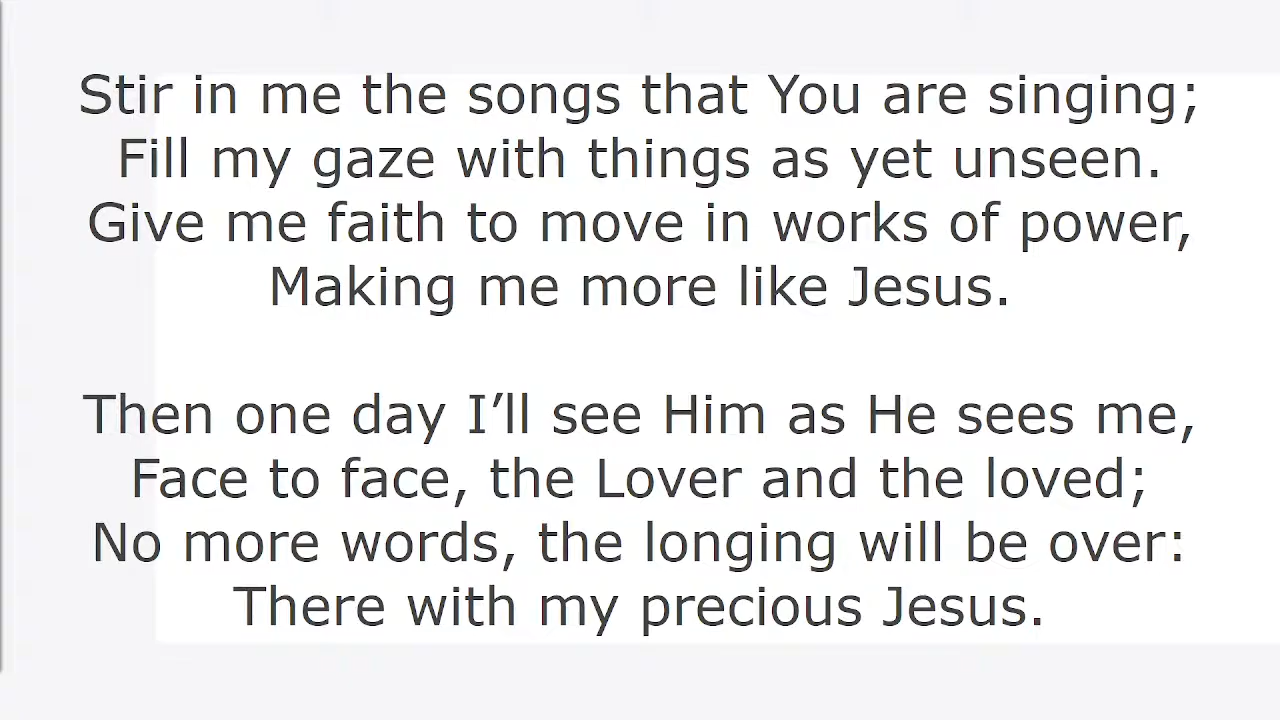 Stir in me the songs that You are singing;
Fill my gaze with things as yet unseen.
Give me faith to move in works of power,
Making me more like Jesus.
Then one day I’ll see Him as He sees me,
Face to face, the Lover and the loved;
No more words, the longing will be over:
There with my precious Jesus.